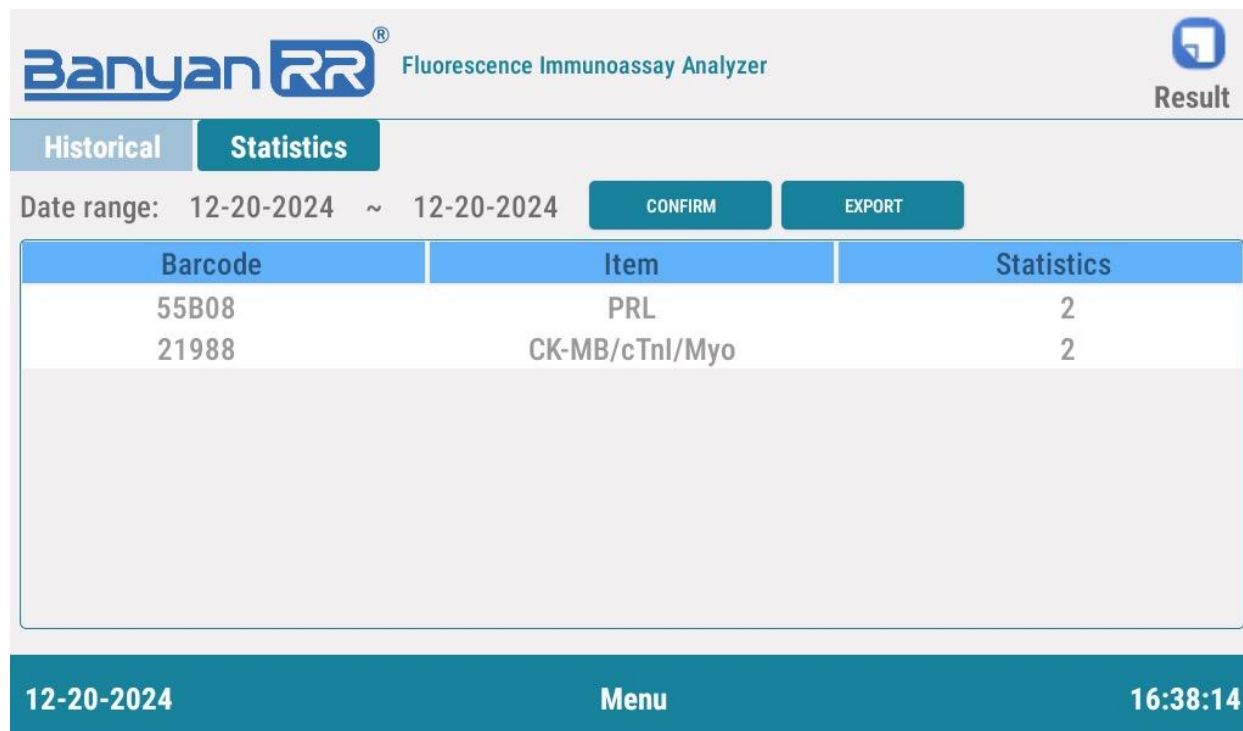 Banyan RR® Fluorescence Immunoassay Analyzer
Result
Historical Statistics
Date range: 12-20-2024 ~ 12-20-2024 CONFIRM EXPORT
Barcode Item Statistics
55B08 PRL 2
21988 CK-MB/cTnI/Myo 2
12-20-2024 Menu 16:38:14